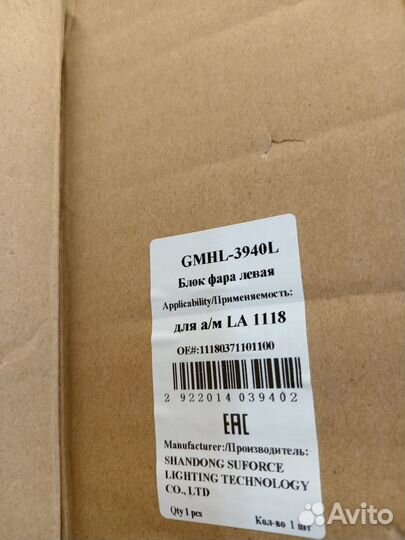 GMHL-3940L
Блок фара левая
Applicability/Применяемость:
для а/м LA 1118
OE#:11180371101100
2 922014 039402
EAC
Manufacturer:/Производитель:
SHANDONG SUFORCE
LIGHTING TECHNOLOGY
CO., LTD
Qty 1 pcs
Кол-во 1 шт
Avito